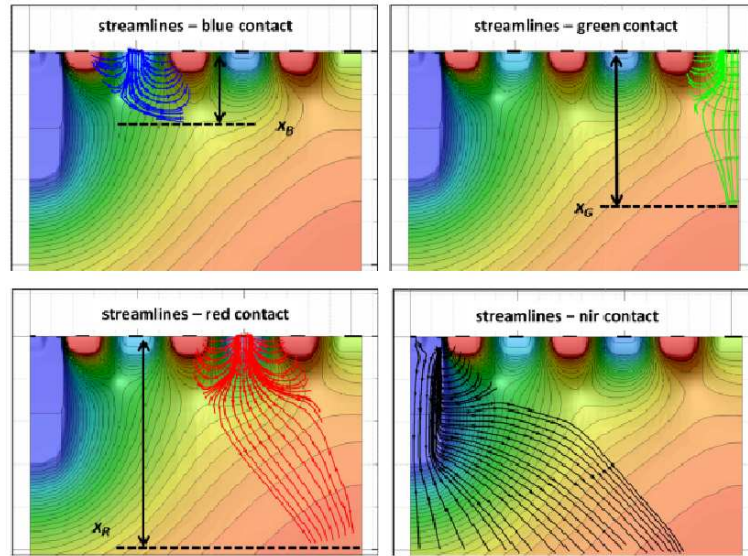 streamlines – blue contact
x_B
streamlines – green contact
x_G
streamlines – red contact
x_R
streamlines – nir contact